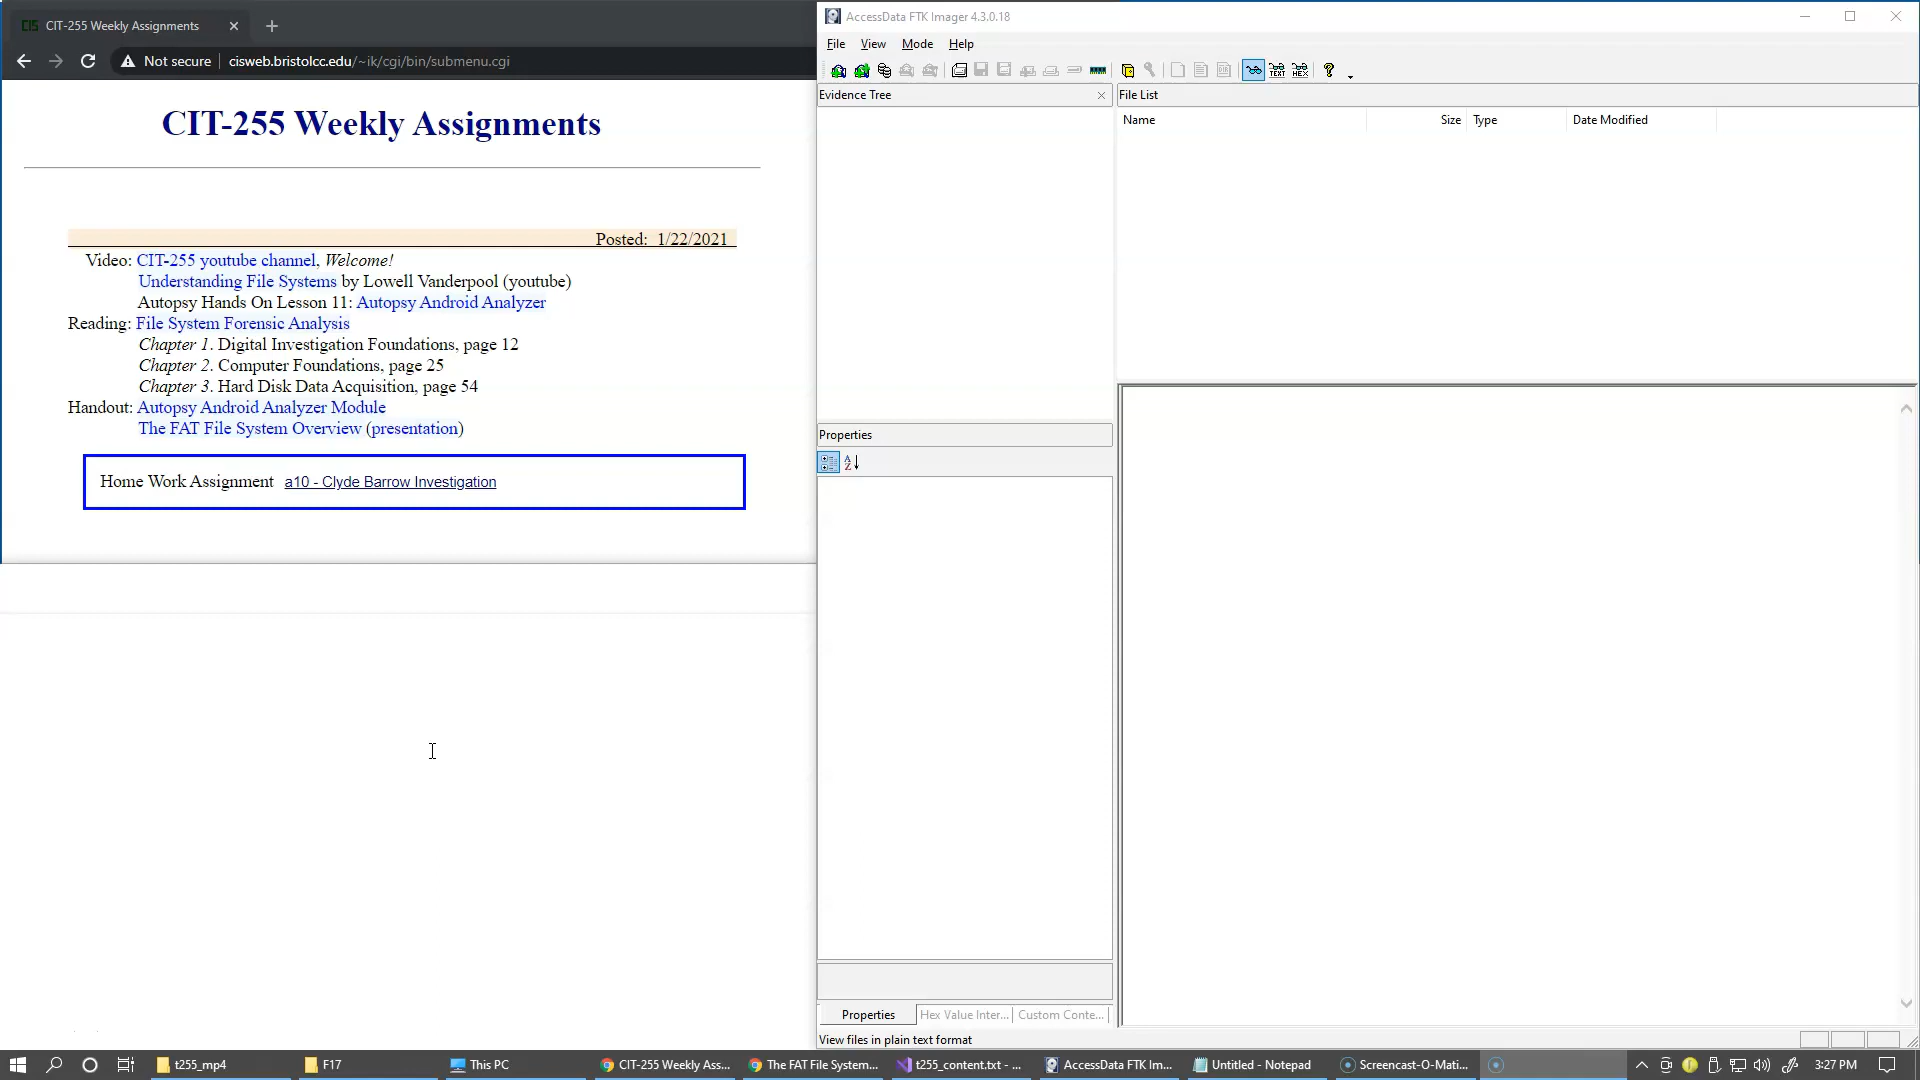 CIS CIT-255 Weekly Assignments
Not secure cisweb.bristolcc.edu/~ik/cgi/bin/submenu.cgi
CIT-255 Weekly Assignments
Posted: 1/22/2021
Video: CIT-255 youtube channel, Welcome!
Understanding File Systems by Lowell Vanderpool (youtube)
Autopsy Hands On Lesson 11: Autopsy Android Analyzer
Reading: File System Forensic Analysis
Chapter 1. Digital Investigation Foundations, page 12
Chapter 2. Computer Foundations, page 25
Chapter 3. Hard Disk Data Acquisition, page 54
Handout: Autopsy Android Analyzer Module
The FAT File System Overview (presentation)
Home Work Assignment a10 - Clyde Barrow Investigation
AccessData FTK Imager 4.3.0.18
File View Mode Help
TEXT HEX
Evidence Tree
File List
Name Size Type Date Modified
Properties
A
Z
Properties Hex Value Inter... Custom Conte...
View files in plain text format
t255_mp4 F17 This PC CIT-255 Weekly Ass... The FAT File System... t255_content.txt - ... AccessData FTK Im... Untitled - Notepad Screencast-O-Mati... 3:27 PM